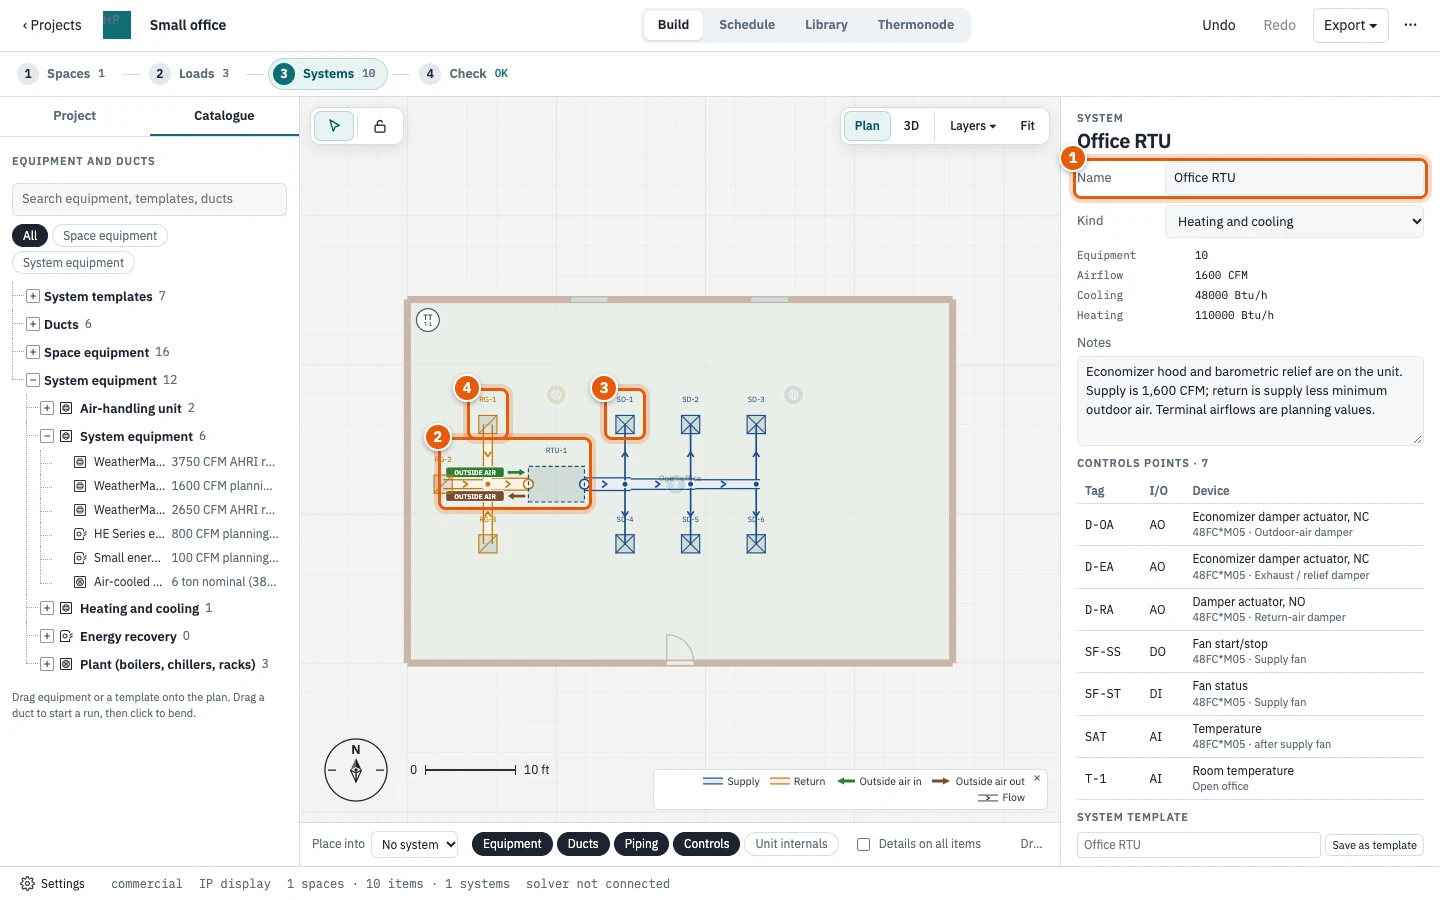 ‹ Projects
HP
Small office
Build
Schedule
Library
Thermonode
Undo
Redo
Export
...
1 Spaces 1
2 Loads 3
3 Systems 10
4 Check OK
Project
Catalogue
EQUIPMENT AND DUCTS
Search equipment, templates, ducts
All
Space equipment
System equipment
System templates 7
Ducts 6
Space equipment 16
System equipment 12
Air-handling unit 2
System equipment 6
WeatherMa... 3750 CFM AHRI r...
WeatherMa... 1600 CFM planni...
WeatherMa... 2650 CFM AHRI r...
HE Series e... 800 CFM planning...
Small ener... 100 CFM planning...
Air-cooled ... 6 ton nominal (38...
Heating and cooling 1
Energy recovery 0
Plant (boilers, chillers, racks) 3
Drag equipment or a template onto the plan. Drag a
duct to start a run, then click to bend.
Plan
3D
Layers
Fit
TT
T-1
4
3
RG-1
SD-1
SD-2
SD-3
2
RTU-1
RG-2
OUTSIDE AIR
Open office
OUTSIDE AIR
RG-3
SD-4
SD-5
SD-6
N
0
10 ft
Supply
Return
Outside air in
Outside air out
×
Flow
Place into
No system
Equipment
Ducts
Piping
Controls
Unit internals
Details on all items
Dr...
SYSTEM
Office RTU
1
Name
Office RTU
Kind
Heating and cooling
Equipment 10
Airflow 1600 CFM
Cooling 48000 Btu/h
Heating 110000 Btu/h
Notes
Economizer hood and barometric relief are on the unit.
Supply is 1,600 CFM; return is supply less minimum
outdoor air. Terminal airflows are planning values.
CONTROLS POINTS · 7
Tag I/O Device
D-OA AO Economizer damper actuator, NC
48FC*M05 · Outdoor-air damper
D-EA AO Economizer damper actuator, NC
48FC*M05 · Exhaust / relief damper
D-RA AO Damper actuator, NO
48FC*M05 · Return-air damper
SF-SS DO Fan start/stop
48FC*M05 · Supply fan
SF-ST DI Fan status
48FC*M05 · Supply fan
SAT AI Temperature
48FC*M05 · after supply fan
T-1 AI Room temperature
Open office
SYSTEM TEMPLATE
Office RTU
Save as template
Settings
commercial
IP display
1 spaces · 10 items · 1 systems
solver not connected